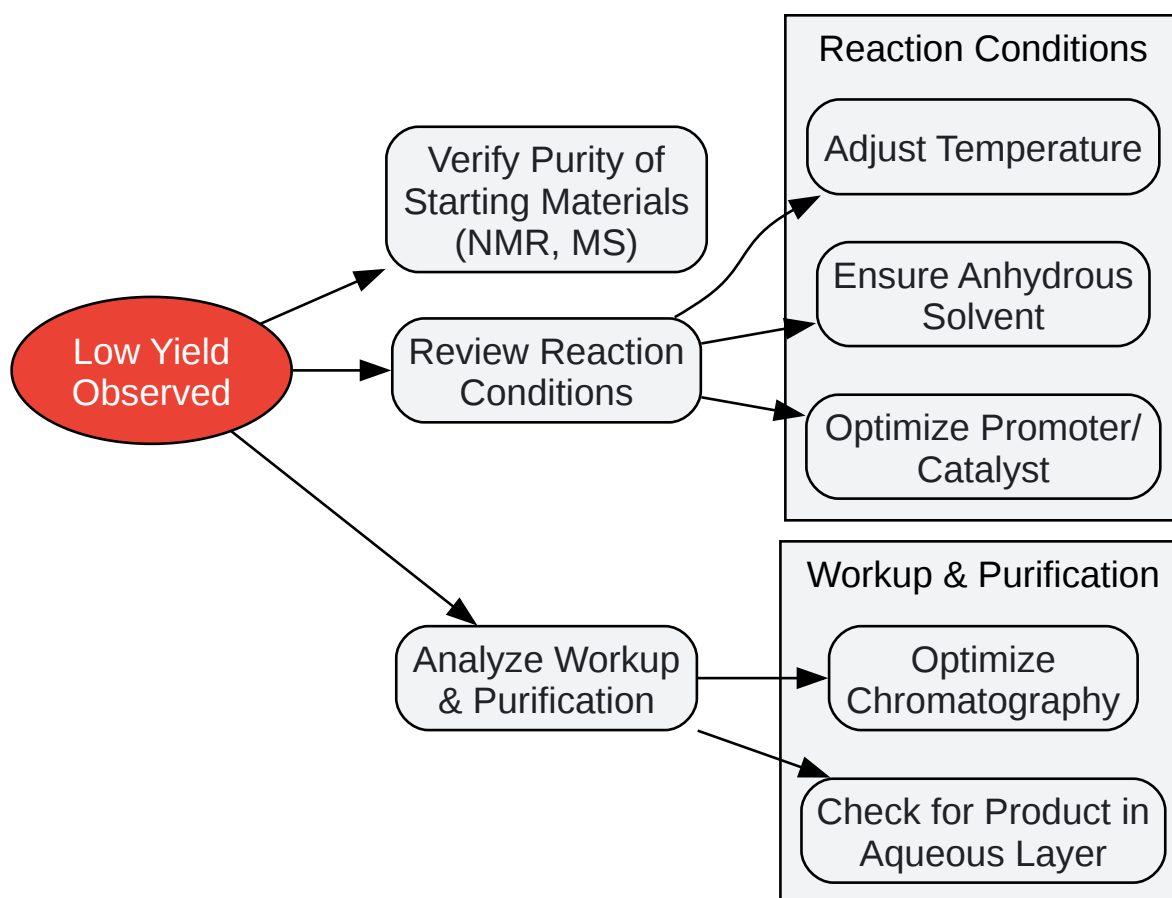 Low Yield
Observed
Verify Purity of
Starting Materials
(NMR, MS)
Review Reaction
Conditions
Analyze Workup
& Purification
Reaction Conditions
Adjust Temperature
Ensure Anhydrous
Solvent
Optimize Promoter/
Catalyst
Workup & Purification
Optimize
Chromatography
Check for Product in
Aqueous Layer